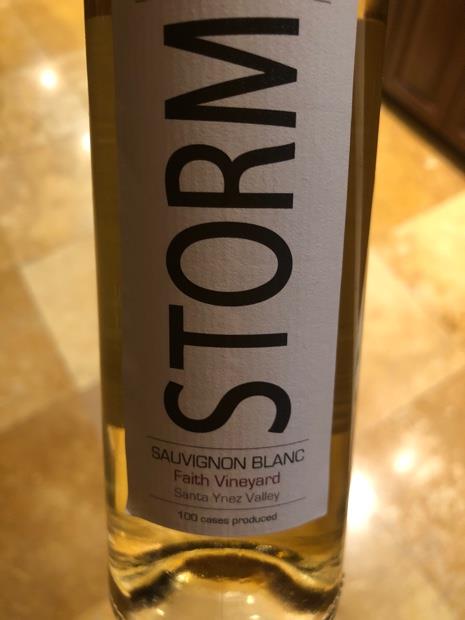 STORM
SAUVIGNON BLANC
Faith Vineyard
Santa Ynez Valley
100 cases produced